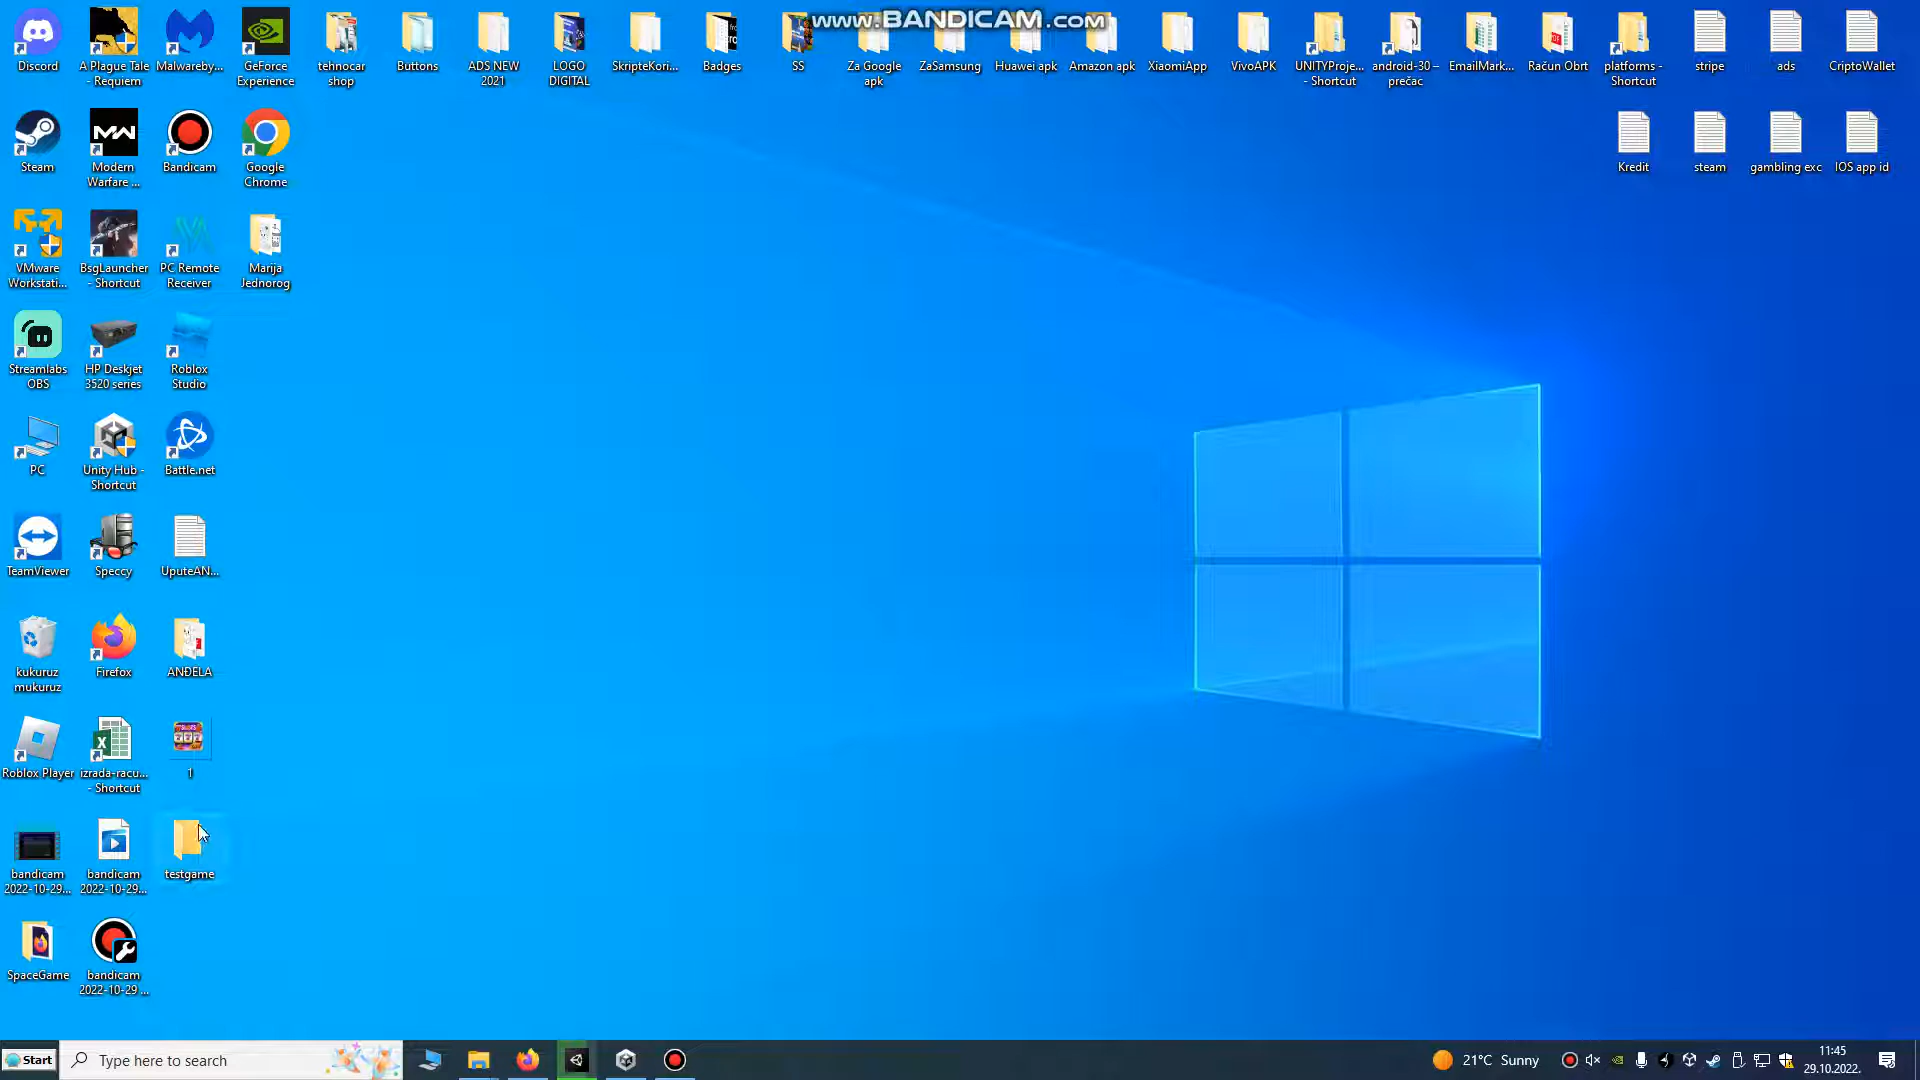 www.BANDICAM.com
Discord
A Plague Tale
- Requiem
Malwareby...
GeForce
Experience
tehnocar
shop
Buttons
ADS NEW
2021
LOGO
DIGITAL
SkripteKori...
Badges
SS
Za Google
apk
ZaSamsung
Huawei apk
Amazon apk
XiaomiApp
VivoAPK
UNITYProje...
- Shortcut
android-30 –
prečac
EmailMark...
Račun Obrt
platforms -
Shortcut
stripe
ads
CriptoWallet
Steam
Modern
Warfare ...
Bandicam
Google
Chrome
Kredit
steam
gambling exc
IOS app id
VMware
Workstati...
BsgLauncher
- Shortcut
PC Remote
Receiver
Marija
Jednorog
Streamlabs
OBS
HP Deskjet
3520 series
Roblox
Studio
PC
Unity Hub -
Shortcut
Battle.net
TeamViewer
Speccy
UputeAN...
kukuruz
mukuruz
Firefox
ANĐELA
Roblox Player
izrada-racu...
- Shortcut
1
bandicam
2022-10-29...
bandicam
2022-10-29...
testgame
SpaceGame
bandicam
2022-10-29 ...
Start
Type here to search
21°C Sunny
11:45
29.10.2022.